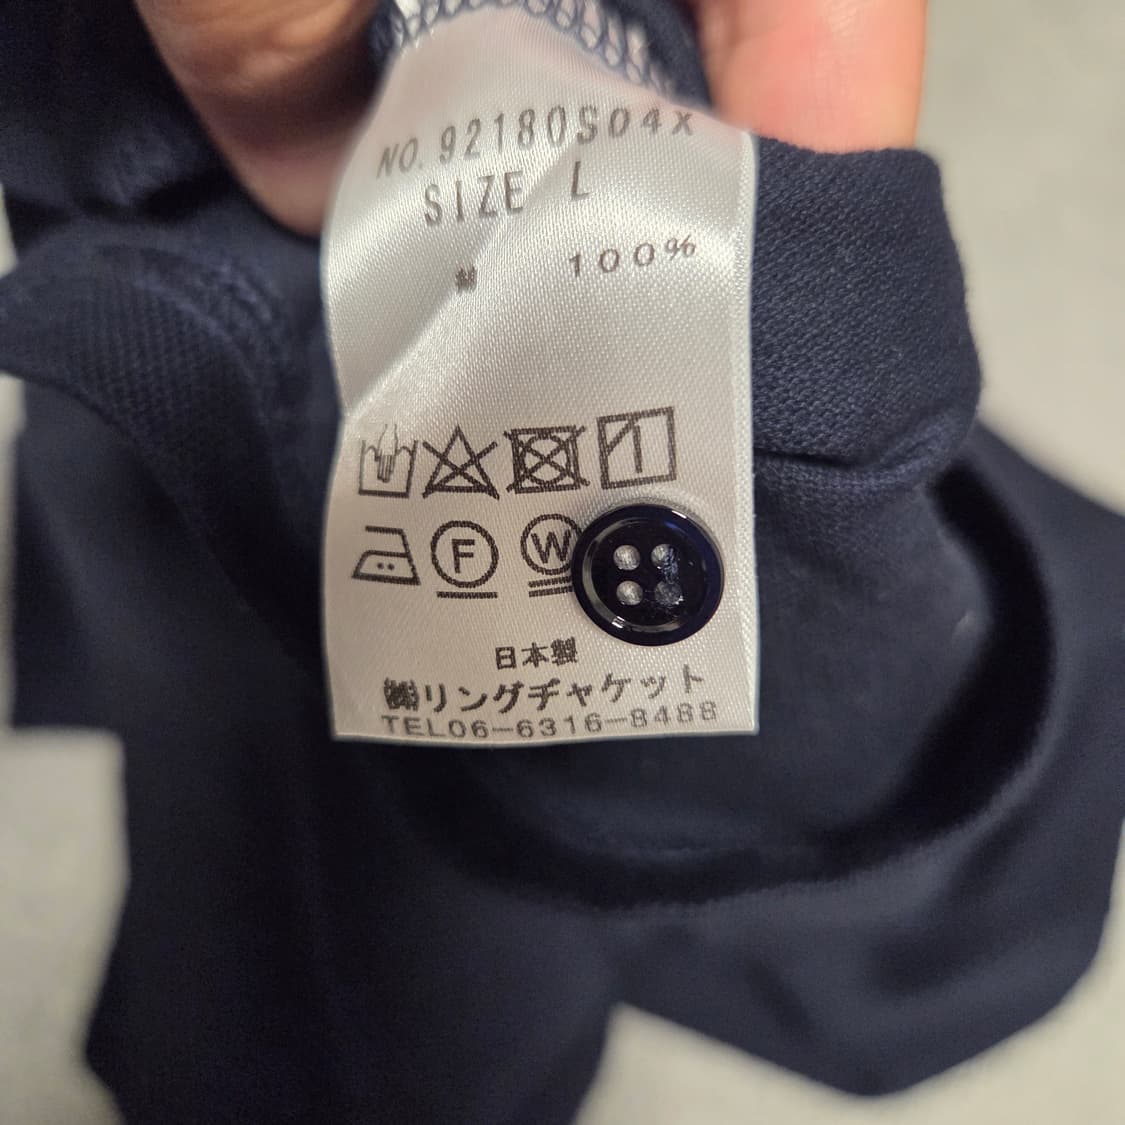 NO. 92180S04X
SIZE L
綿 100%
F W
日本製
㈱リングヂャケット
TEL06-6316-8488